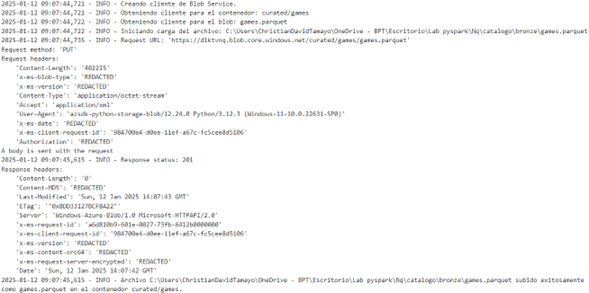 2025-01-12 09:07:44,721 - INFO - Creando cliente de Blob Service.
2025-01-12 09:07:44,721 - INFO - Obteniendo cliente para el contenedor: curated/games
2025-01-12 09:07:44,722 - INFO - Obteniendo cliente para el blob: games.parquet
2025-01-12 09:07:44,722 - INFO - Iniciando carga del archivo: C:\Users\ChristianDavidTamayo\OneDrive - BPT\Escritorio\Lab pyspark\Nq\catalogo\bronze\games.parquet
2025-01-12 09:07:44,735 - INFO - Request URL: 'https://dlktvnq.blob.core.windows.net/curated/games/games.parquet'
Request method: 'PUT'
Request headers:
'Content-Length': '402215'
'x-ms-blob-type': 'REDACTED'
'x-ms-version': 'REDACTED'
'Content-Type': 'application/octet-stream'
'Accept': 'application/xml'
'User-Agent': 'azsdk-python-storage-blob/12.24.0 Python/3.12.3 (Windows-11-10.0.22631-SP0)'
'x-ms-date': 'REDACTED'
'x-ms-client-request-id': '984700e4-d0ee-11ef-a67c-fc5cee8d5106'
'Authorization': 'REDACTED'
A body is sent with the request
2025-01-12 09:07:45,615 - INFO - Response status: 201
Response headers:
'Content-Length': '0'
'Content-MD5': 'REDACTED'
'Last-Modified': 'Sun, 12 Jan 2025 14:07:43 GMT'
'ETag': '"0x8DD33127BCF8A22"'
'Server': 'Windows-Azure-Blob/1.0 Microsoft-HTTPAPI/2.0'
'x-ms-request-id': 'a6d810b9-601e-0027-73fb-6412b0000000'
'x-ms-client-request-id': '984700e4-d0ee-11ef-a67c-fc5cee8d5106'
'x-ms-version': 'REDACTED'
'x-ms-content-crc64': 'REDACTED'
'x-ms-request-server-encrypted': 'REDACTED'
'Date': 'Sun, 12 Jan 2025 14:07:42 GMT'
2025-01-12 09:07:45,615 - INFO - Archivo C:\Users\ChristianDavidTamayo\OneDrive - BPT\Escritorio\Lab pyspark\Nq\catalogo\bronze\games.parquet subido exitosamente
como games.parquet en el contenedor curated/games.